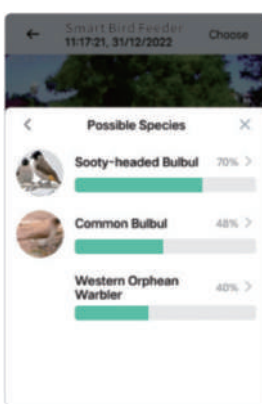 Smart Bird Feeder
11:17:21, 31/12/2022
Choose
Possible Species
Sooty-headed Bulbul 70%
Common Bulbul 48%
Western Orphean
Warbler 40%